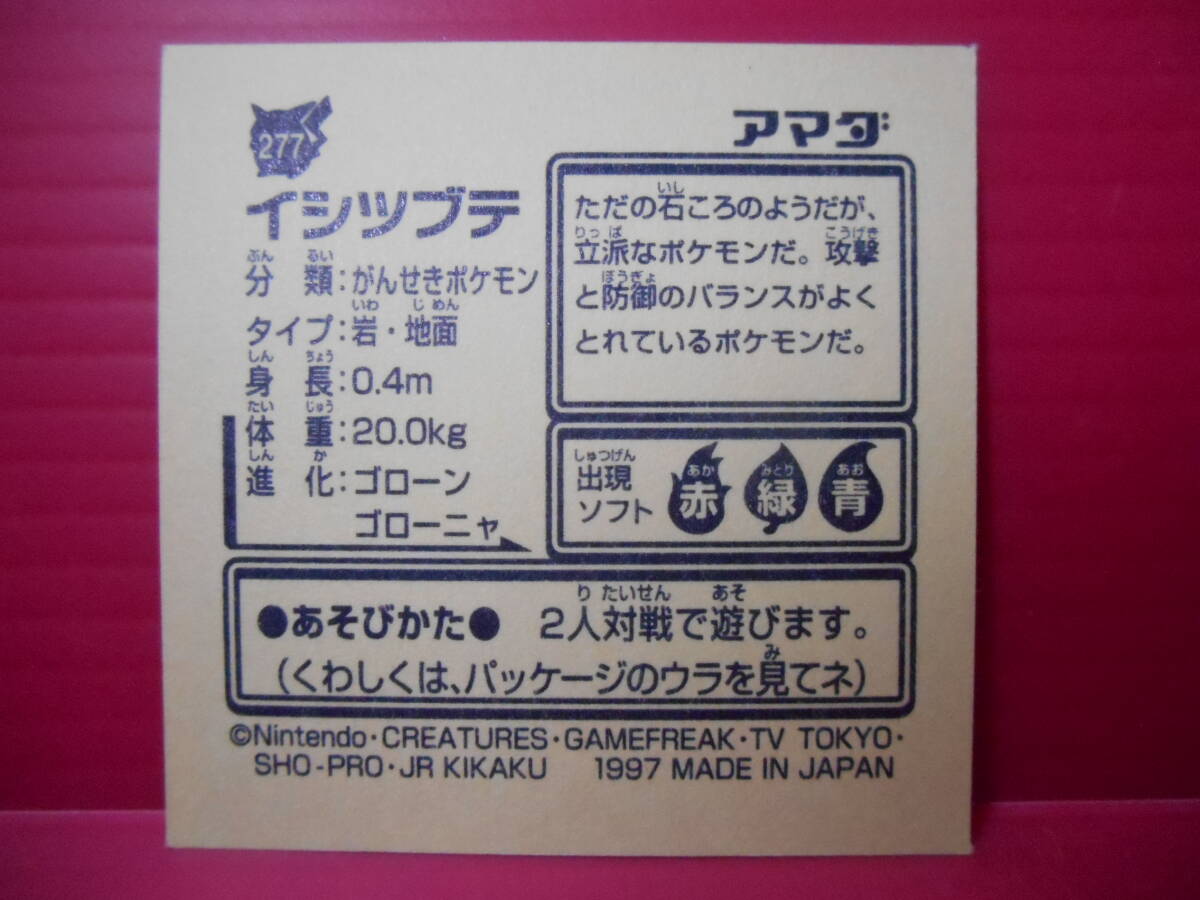 277
アマダ
イシツブテ
ぶん るい
分 類:がんせきポケモン
いわ じ めん
タイプ:岩・地面
しん ちょう
身 長:0.4m
たい じゅう
体 重:20.0kg
しん か
進 化:ゴローン
ゴローニャ
いし
ただの石ころのようだが、
りっ ぱ こうげき
立派なポケモンだ。攻撃
ぼうぎょ
と防御のバランスがよく
とれているポケモンだ。
しゅつげん
出現
ソフト
あか みどり あお
赤 緑 青
り たいせん あそ
●あそびかた● 2人対戦で遊びます。
み
(くわしくは、パッケージのウラを見てネ)
©Nintendo・CREATURES・GAMEFREAK・TV TOKYO・
SHO-PRO・JR KIKAKU 1997 MADE IN JAPAN